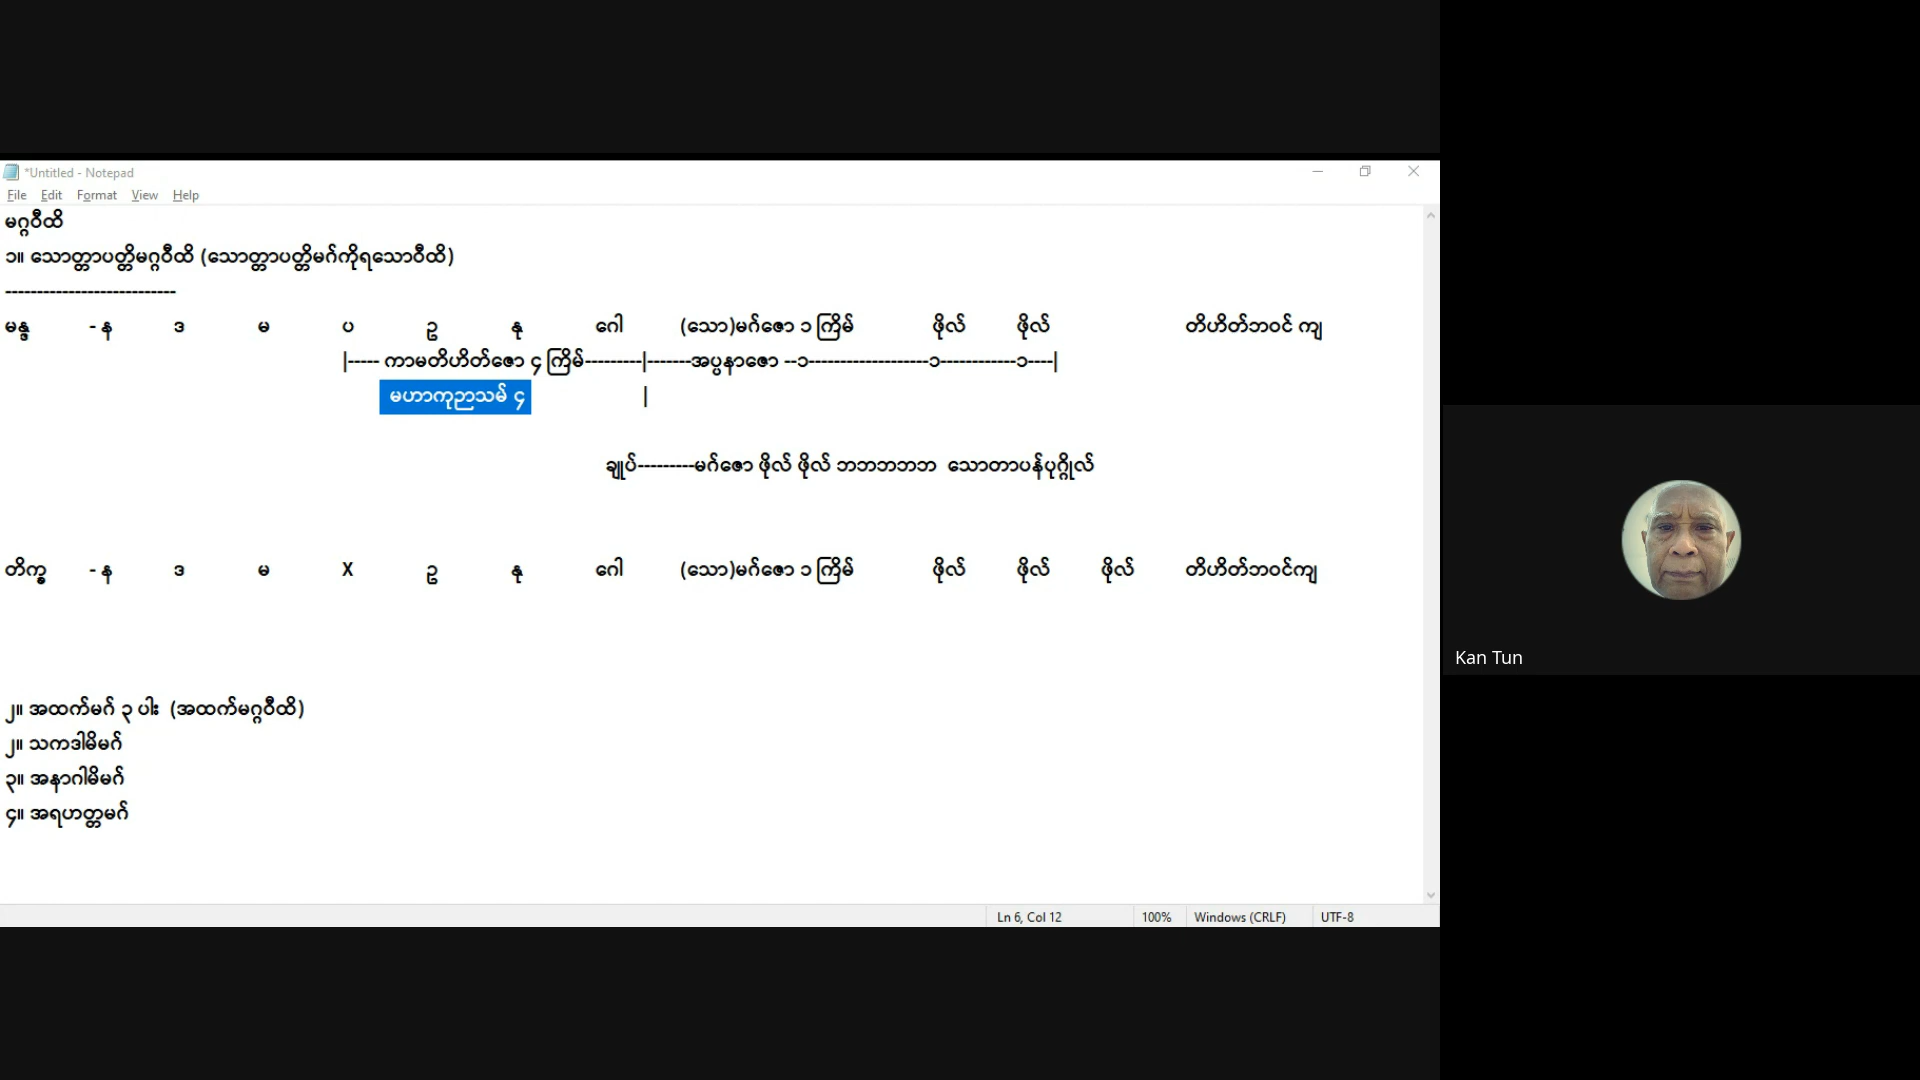 *Untitled - Notepad
File Edit Format View Help
မဂ္ဂဝီထိ
၁။ သောတ္တာပတ္တိမဂ္ဂဝီထိ (သောတ္တာပတ္တိမဂ်ကိုရသောဝီထိ)
---------------------------
မန္ဒ - န ဒ မ ပ ဥ နု ဂေါ (သော)မဂ်ဇော ၁ ကြိမ် ဖိုလ် ဖိုလ် တိဟိတ်ဘဝင် ကျ
|----- ကာမတိဟိတ်ဇော ၄ ကြိမ်---------|-------အပ္ပနာဇော --၁-------------------၁------------၁----|
မဟာကုဉာသမ် ၄ |
ချုပ်---------မဂ်ဇော ဖိုလ် ဖိုလ် ဘဘဘဘဘ သောတာပန်ပုဂ္ဂိုလ်
တိက္ခ - န ဒ မ X ဥ နု ဂေါ (သော)မဂ်ဇော ၁ ကြိမ် ဖိုလ် ဖိုလ် ဖိုလ် တိဟိတ်ဘဝင်ကျ
၂။ အထက်မဂ် ၃ ပါး (အထက်မဂ္ဂဝီထိ)
၂။ သကဒါမိမဂ်
၃။ အနာဂါမိမဂ်
၄။ အရဟတ္တမဂ်
Ln 6, Col 12 100% Windows (CRLF) UTF-8
Kan Tun